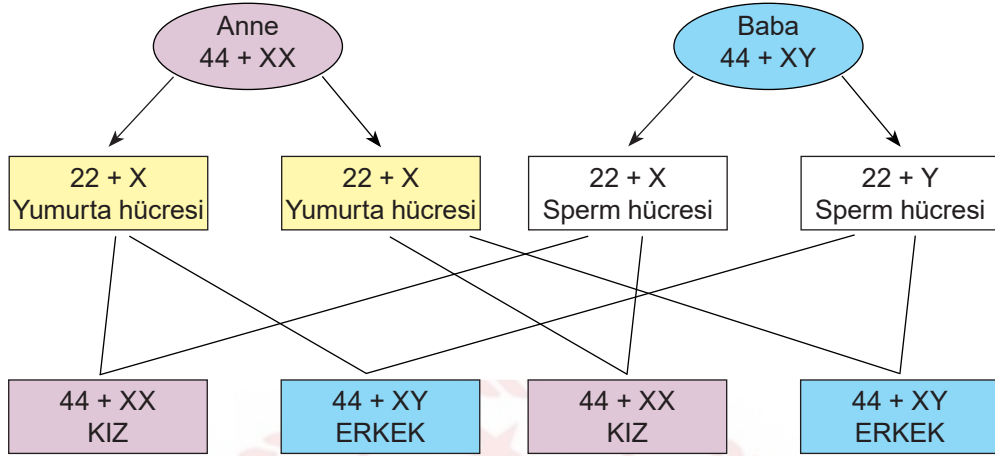 Anne
44 + XX
Baba
44 + XY
22 + X
Yumurta hücresi
22 + X
Yumurta hücresi
22 + X
Sperm hücresi
22 + Y
Sperm hücresi
44 + XX
KIZ
44 + XY
ERKEK
44 + XX
KIZ
44 + XY
ERKEK